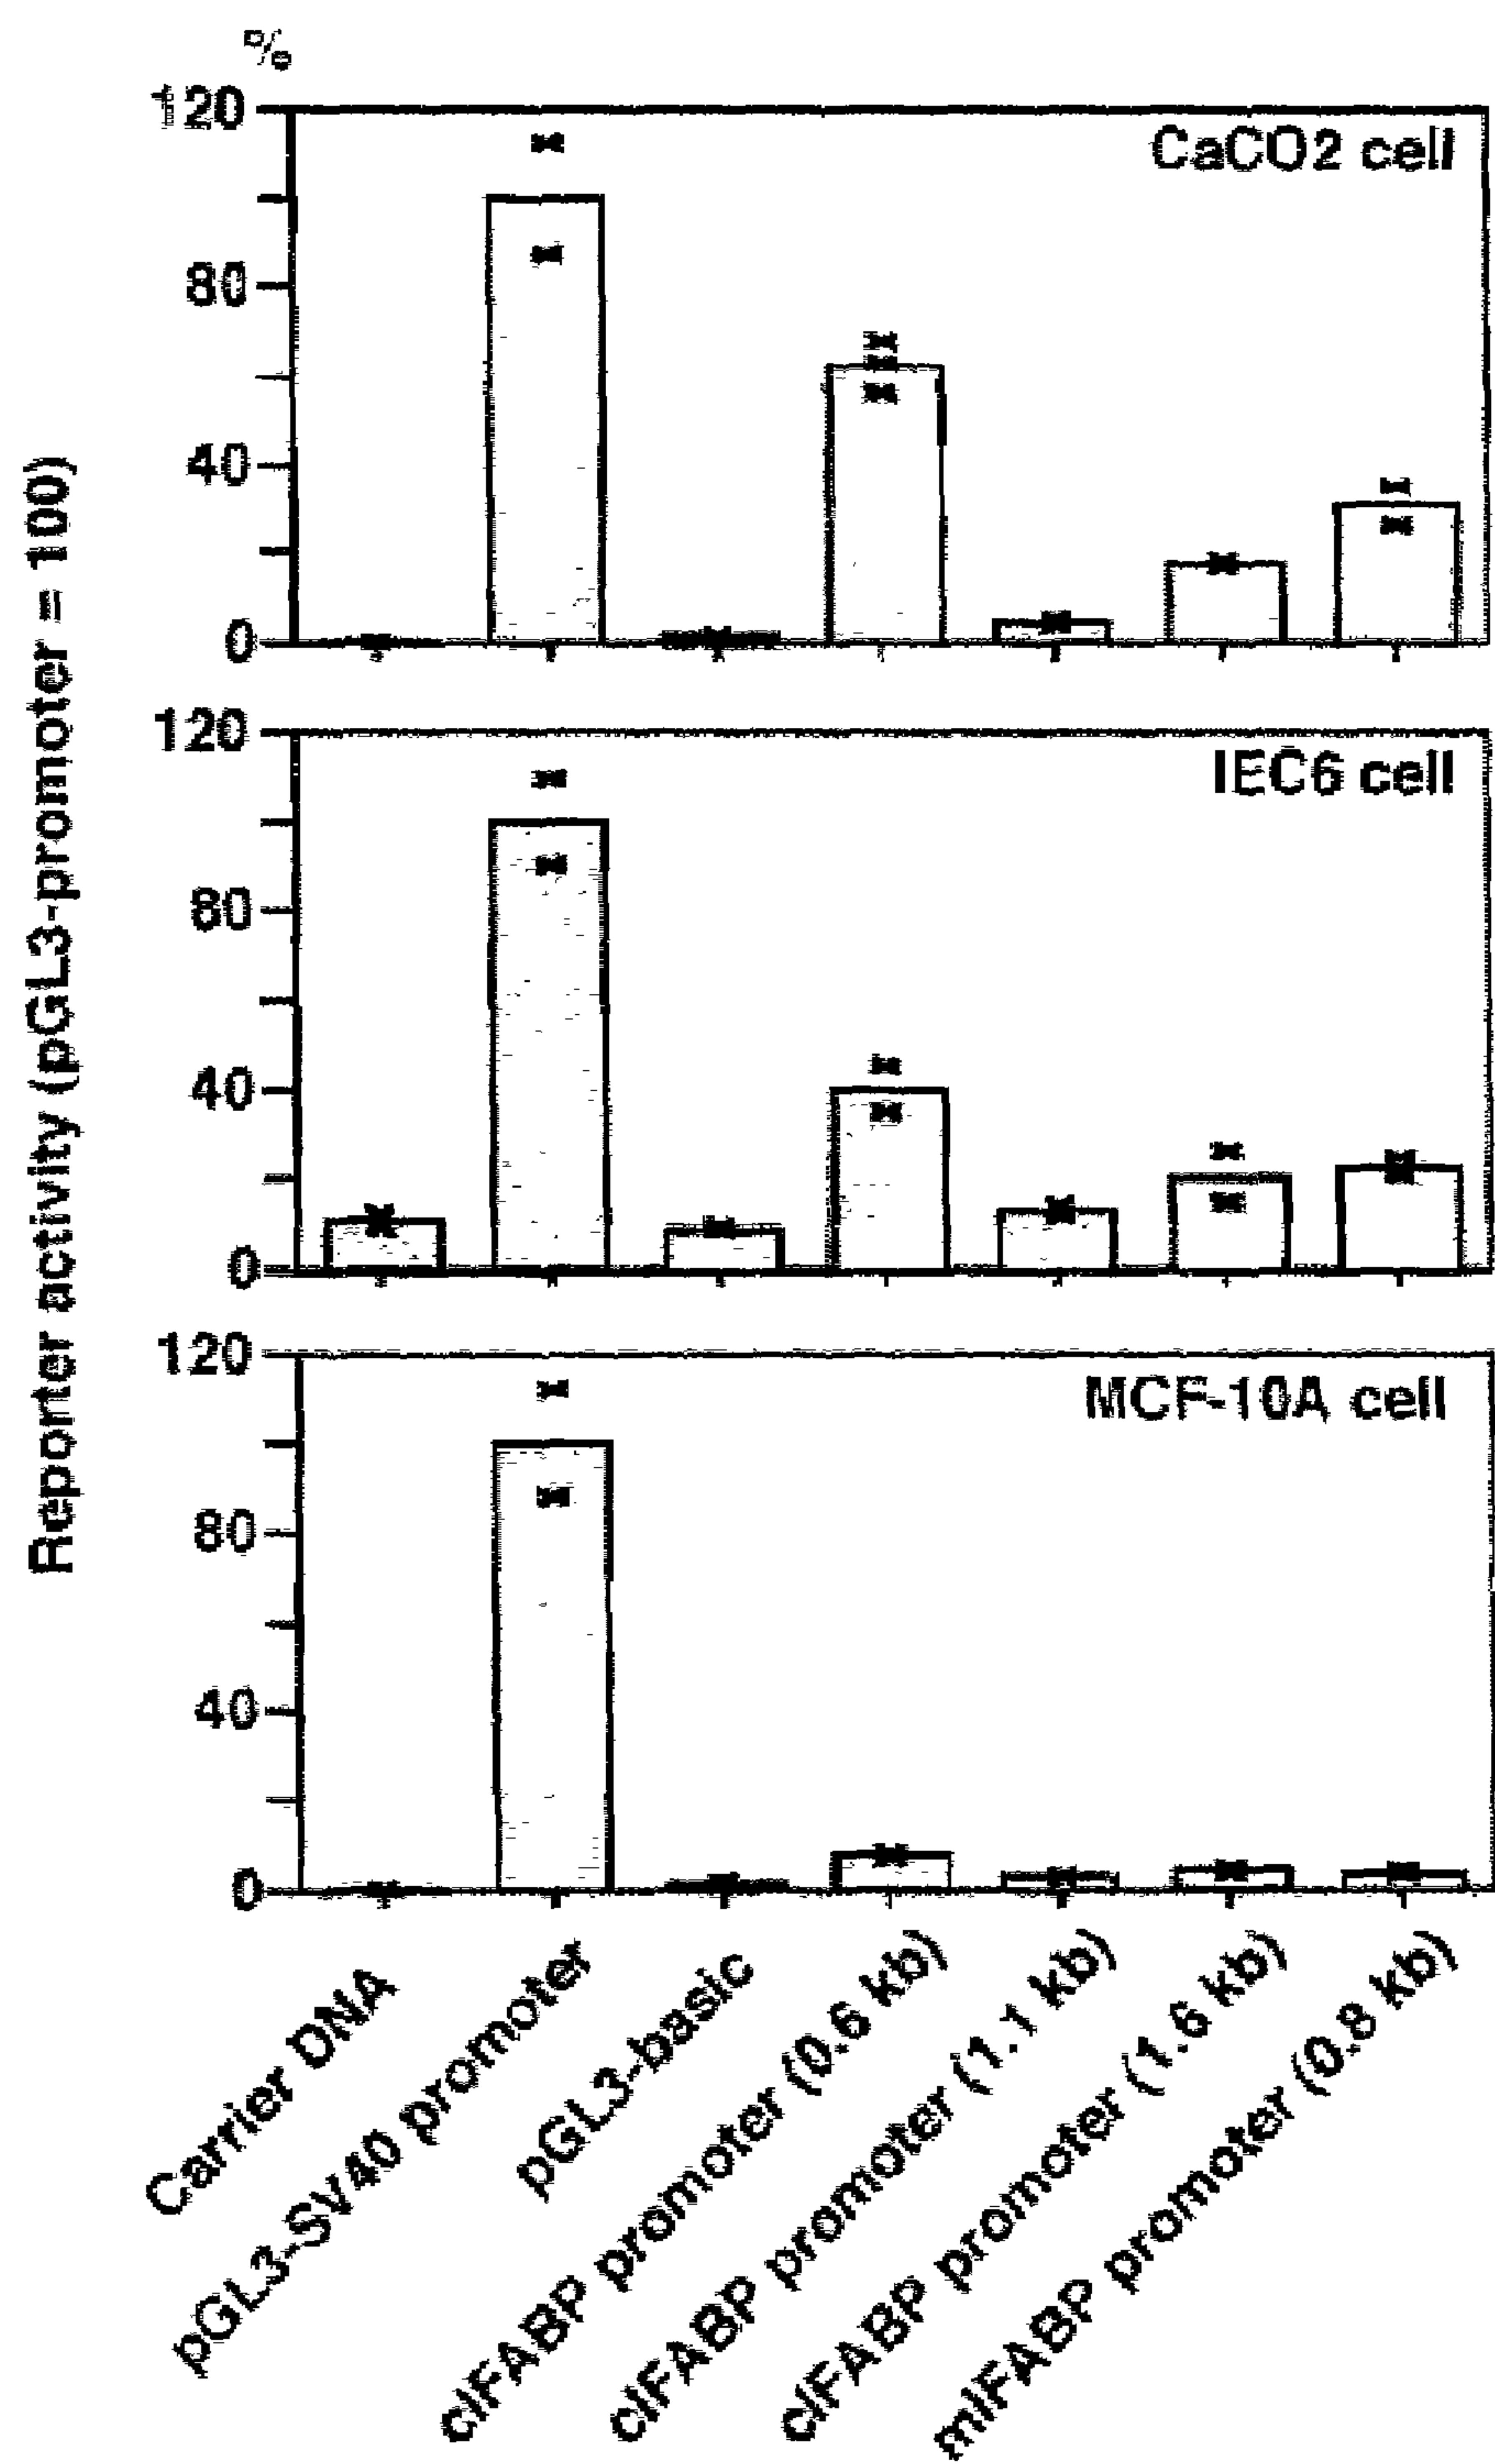 %
Reporter activity (pGL3-promoter = 100)
120
80
40
0
CaCO2 cell
120
80
40
0
IEC6 cell
120
80
40
0
MCF-10A cell
Carrier DNA
pGL3-SV40 promoter
pGL3-basic
cIFABP promoter (0.6 kb)
cIFABP promoter (1.1 kb)
cIFABP promoter (1.6 kb)
mIFABP promoter (0.8 kb)